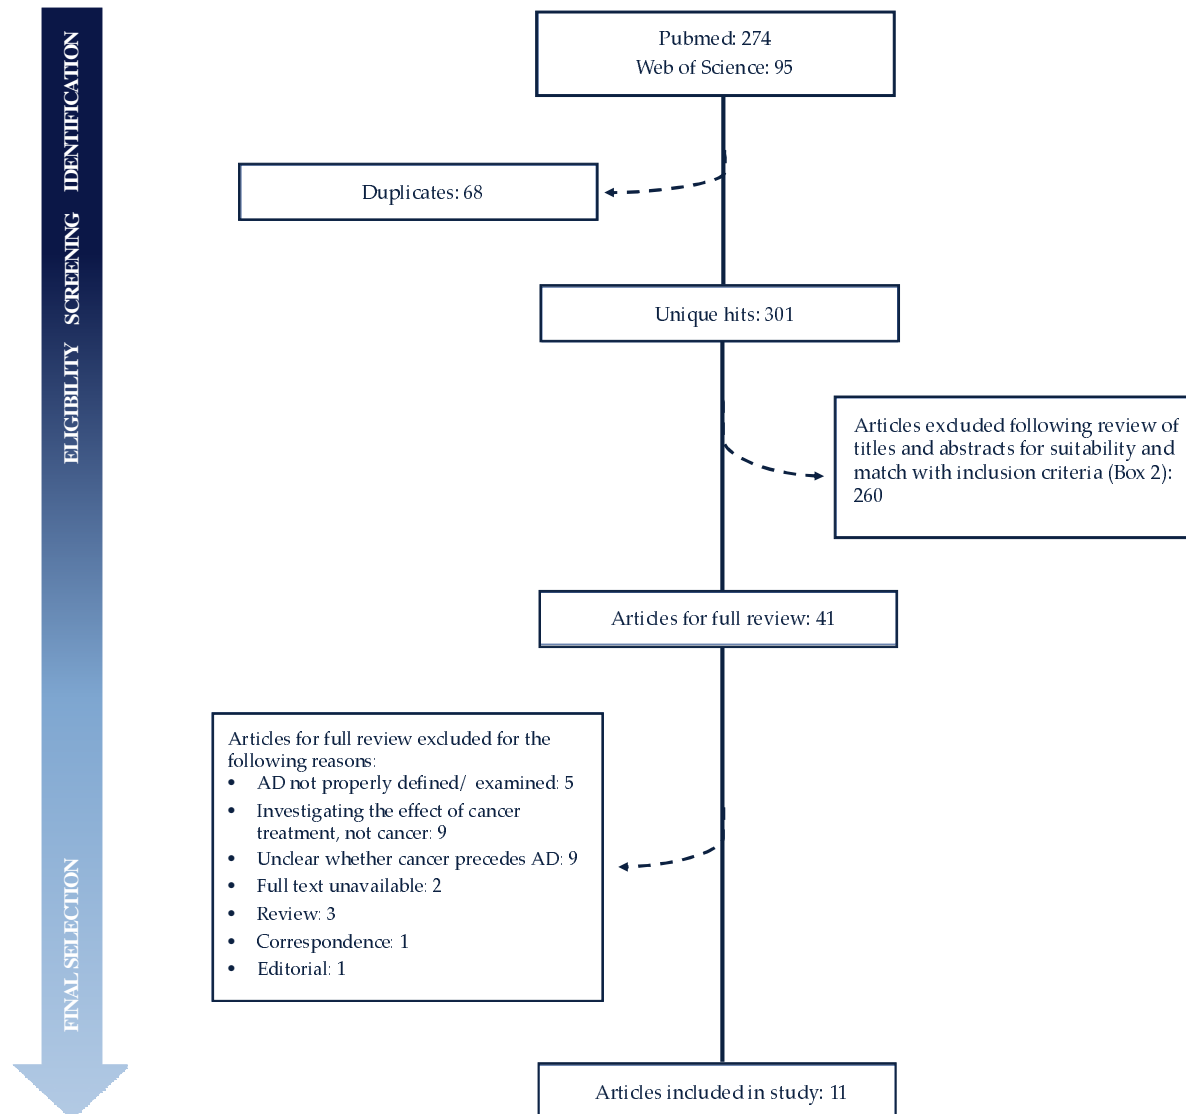 IDENTIFICATION
SCREENING
ELIGIBILITY
FINAL SELECTION
Pubmed: 274
Web of Science: 95
Duplicates: 68
Unique hits: 301
Articles excluded following review of
titles and abstracts for suitability and
match with inclusion criteria (Box 2):
260
Articles for full review: 41
Articles for full review excluded for the
following reasons:
• AD not properly defined/ examined: 5
• Investigating the effect of cancer
treatment, not cancer: 9
• Unclear whether cancer precedes AD: 9
• Full text unavailable: 2
• Review: 3
• Correspondence: 1
• Editorial: 1
Articles included in study: 11